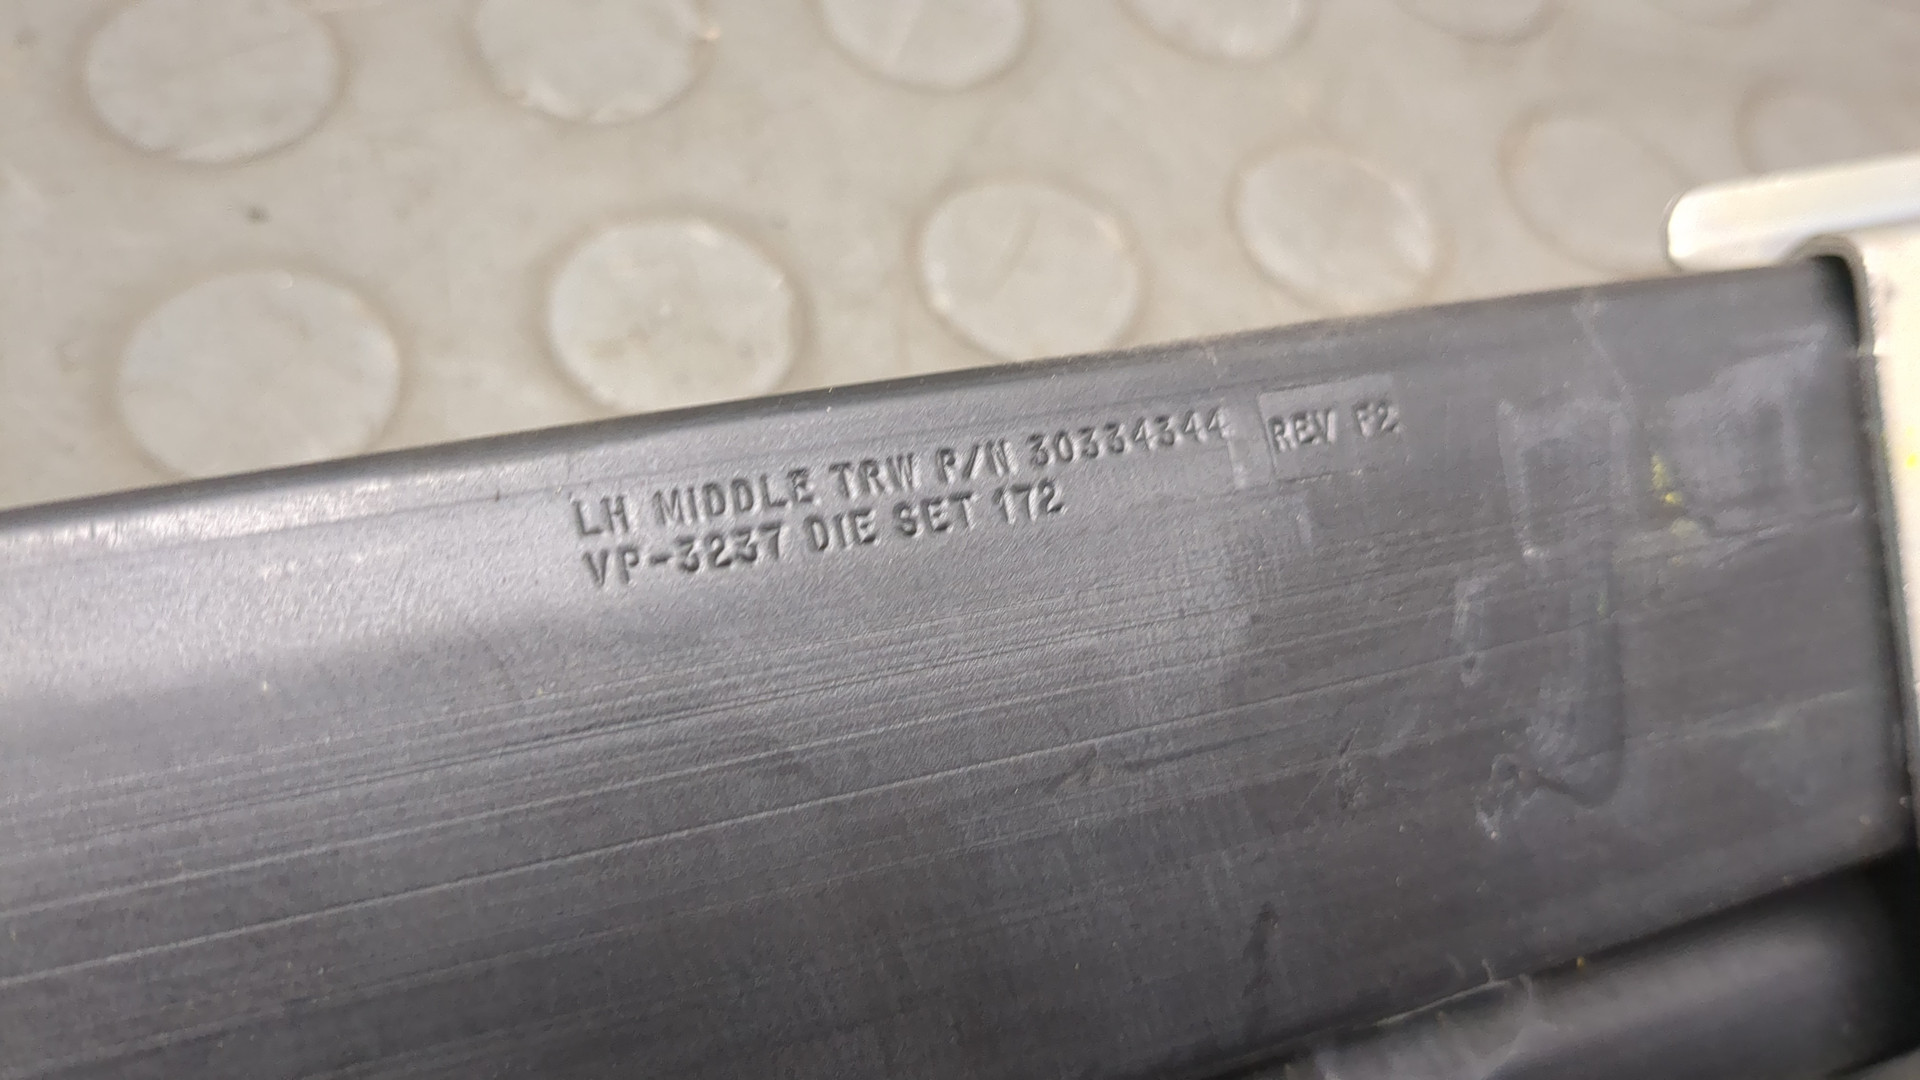 LH MIDDLE TRW P/N 30334344 REV F2
VP-3237 DIE SET 172